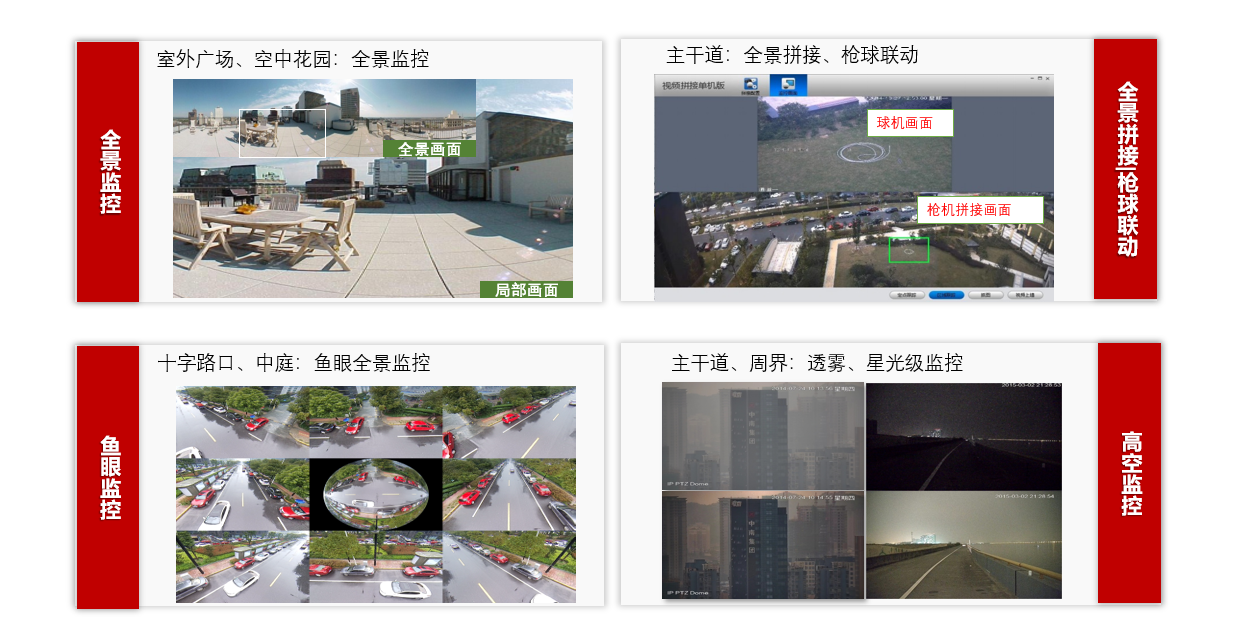 室外广场、空中花园：全景监控
全景监控
全景画面
局部画面
主干道：全景拼接、枪球联动
视频拼接单机版
球机画面
枪机拼接画面
全景拼接|枪球联动
十字路口、中庭：鱼眼全景监控
鱼眼监控
主干道、周界：透雾、星光级监控
2015-03-02 21:28:53
IP PTZ Dome
中南集团
2015-03-02 21:28:54
IP PTZ Dome
高空监控